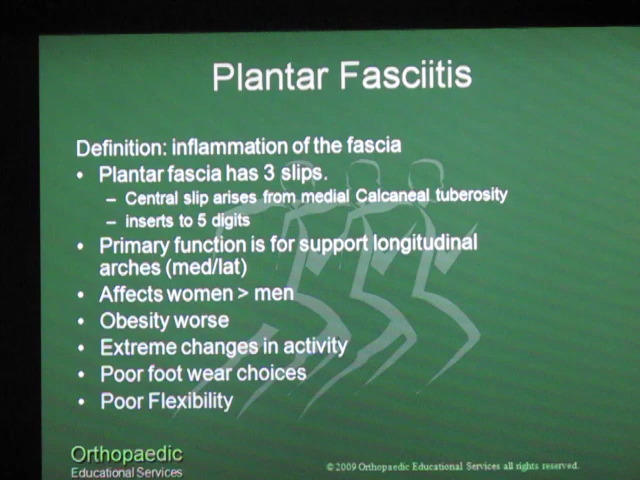 Plantar Fasciitis
Definition: inflammation of the fascia
• Plantar fascia has 3 slips.
– Central slip arises from medial Calcaneal tuberosity
– inserts to 5 digits
• Primary function is for support longitudinal
arches (med/lat)
• Affects women > men
• Obesity worse
• Extreme changes in activity
• Poor foot wear choices
• Poor Flexibility
Orthopaedic
Educational Services
© 2009 Orthopaedic Educational Services all rights reserved.